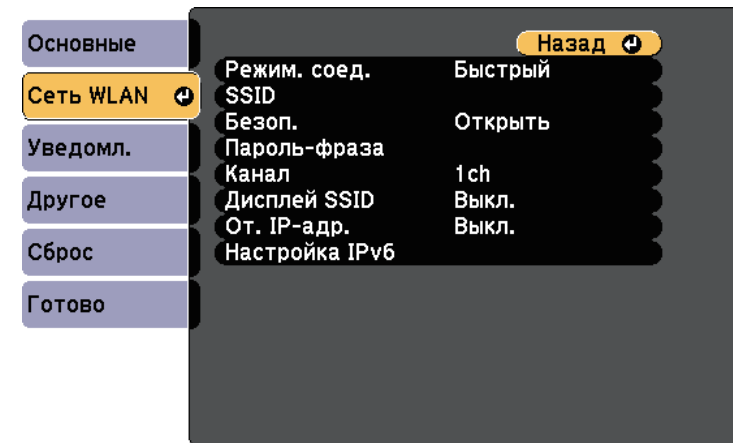 Основные
Сеть WLAN
Уведомл.
Другое
Сброс
Готово
Назад
Режим. соед. Быстрый
SSID
Безоп. Открыть
Пароль-фраза
Канал 1ch
Дисплей SSID Выкл.
От. IP-адр. Выкл.
Настройка IPv6